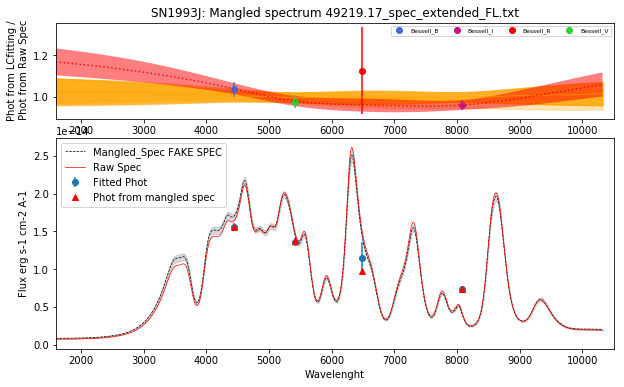 SN1993J: Mangled spectrum 49219.17_spec_extended_FL.txt
Phot from LCfitting /
Phot from Raw Spec
1.2
1.0
Bessell_B
Bessell_I
Bessell_R
Bessell_V
2000 3000 4000 5000 6000 7000 8000 9000 10000
1e−14
Flux erg s-1 cm-2 A-1
2.5
2.0
1.5
1.0
0.5
0.0
Mangled_Spec FAKE SPEC
Raw Spec
Fitted Phot
Phot from mangled spec
2000 3000 4000 5000 6000 7000 8000 9000 10000
Wavelenght